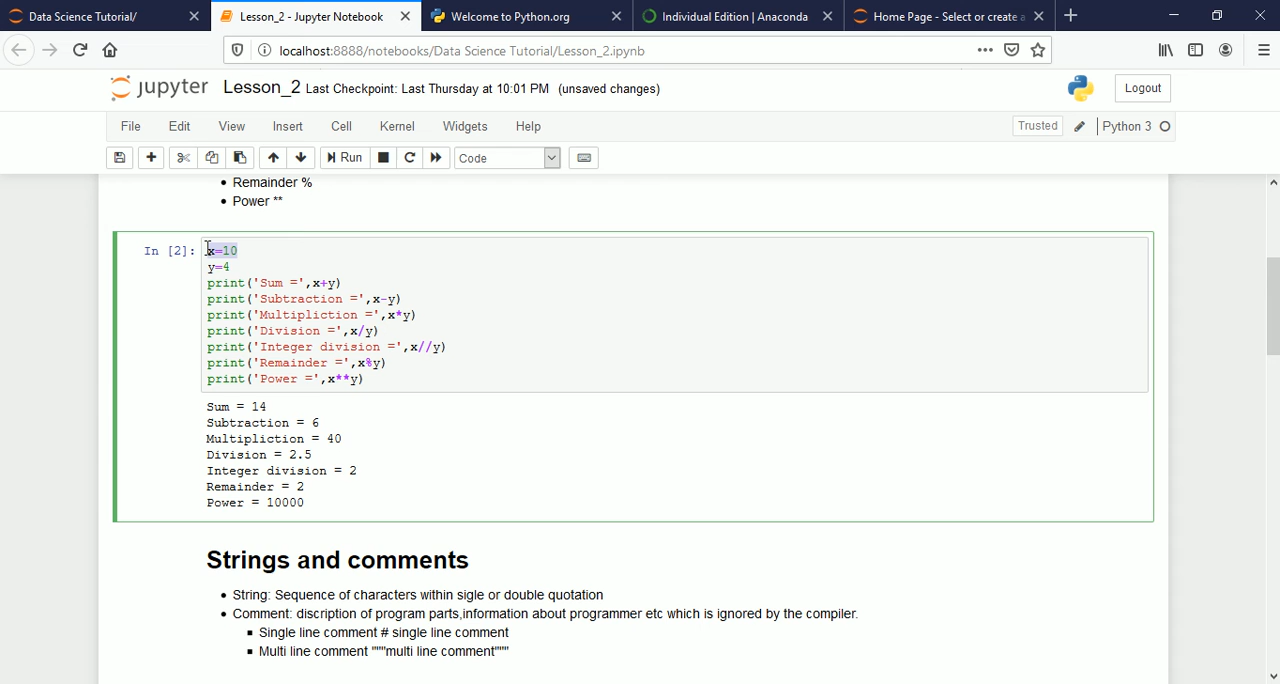 Data Science Tutorial/
Lesson_2 - Jupyter Notebook
Welcome to Python.org
Individual Edition | Anaconda
Home Page - Select or create a
localhost:8888/notebooks/Data Science Tutorial/Lesson_2.ipynb
jupyter Lesson_2 Last Checkpoint: Last Thursday at 10:01 PM (unsaved changes)
Logout
File Edit View Insert Cell Kernel Widgets Help
Trusted Python 3
Run Code
• Remainder %
• Power **
In [2]: x=10
y=4
print('Sum =',x+y)
print('Subtraction =',x-y)
print('Multipliction =',x*y)
print('Division =',x/y)
print('Integer division =',x//y)
print('Remainder =',x%y)
print('Power =',x**y)
Sum = 14
Subtraction = 6
Multipliction = 40
Division = 2.5
Integer division = 2
Remainder = 2
Power = 10000
Strings and comments
• String: Sequence of characters within sigle or double quotation
• Comment: discription of program parts,information about programmer etc which is ignored by the compiler.
▪ Single line comment # single line comment
▪ Multi line comment """multi line comment"""